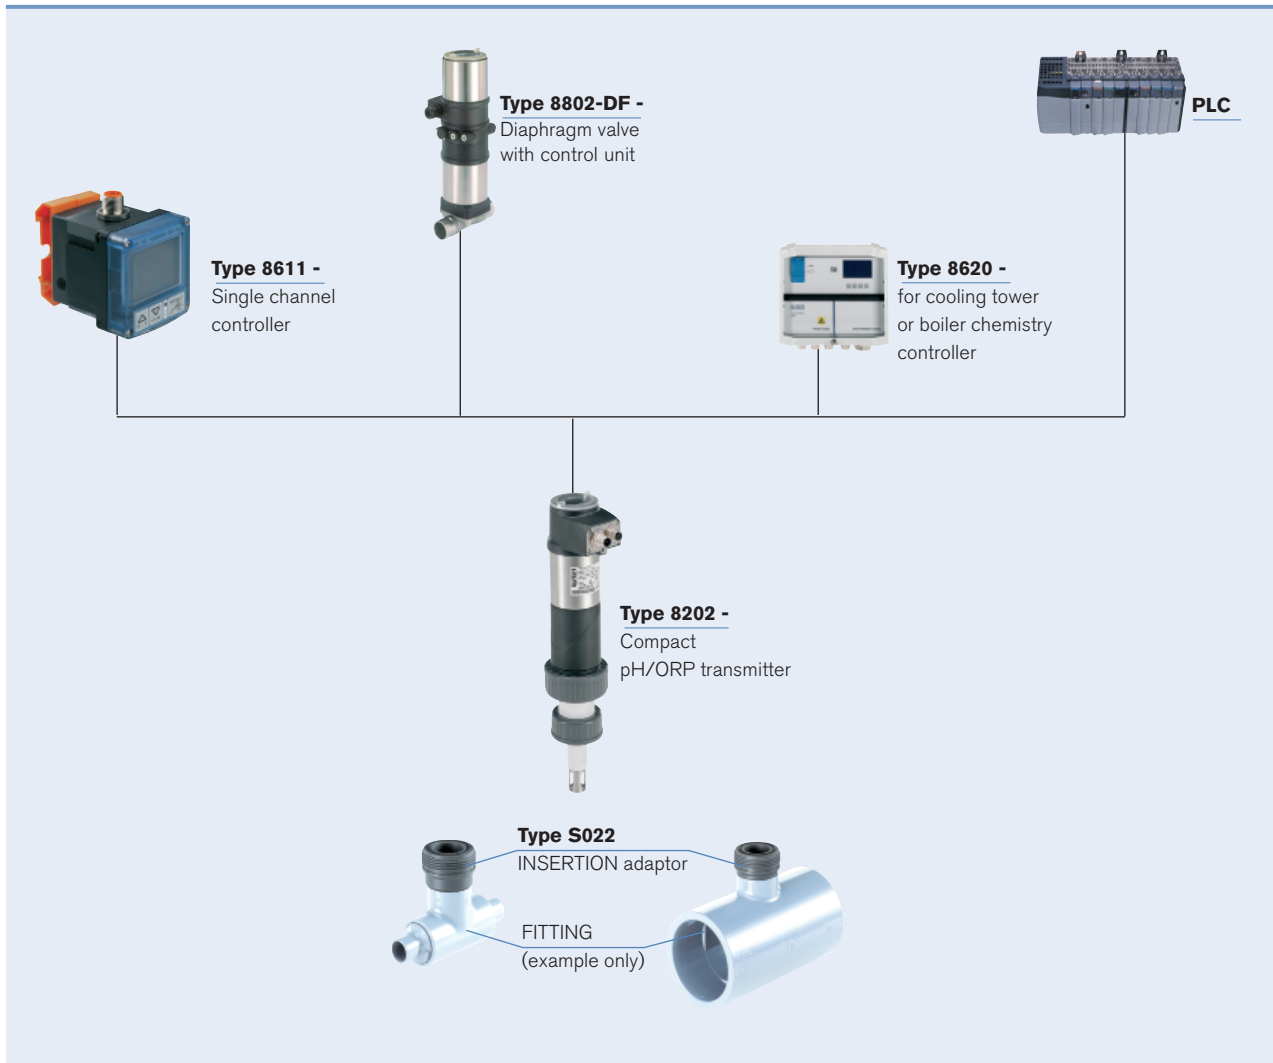 Type 8802-DF -
Diaphragm valve
with control unit
PLC
Type 8611 -
Single channel
controller
Type 8620 -
for cooling tower
or boiler chemistry
controller
Type 8202 -
Compact
pH/ORP transmitter
Type S022
INSERTION adaptor
FITTING
(example only)